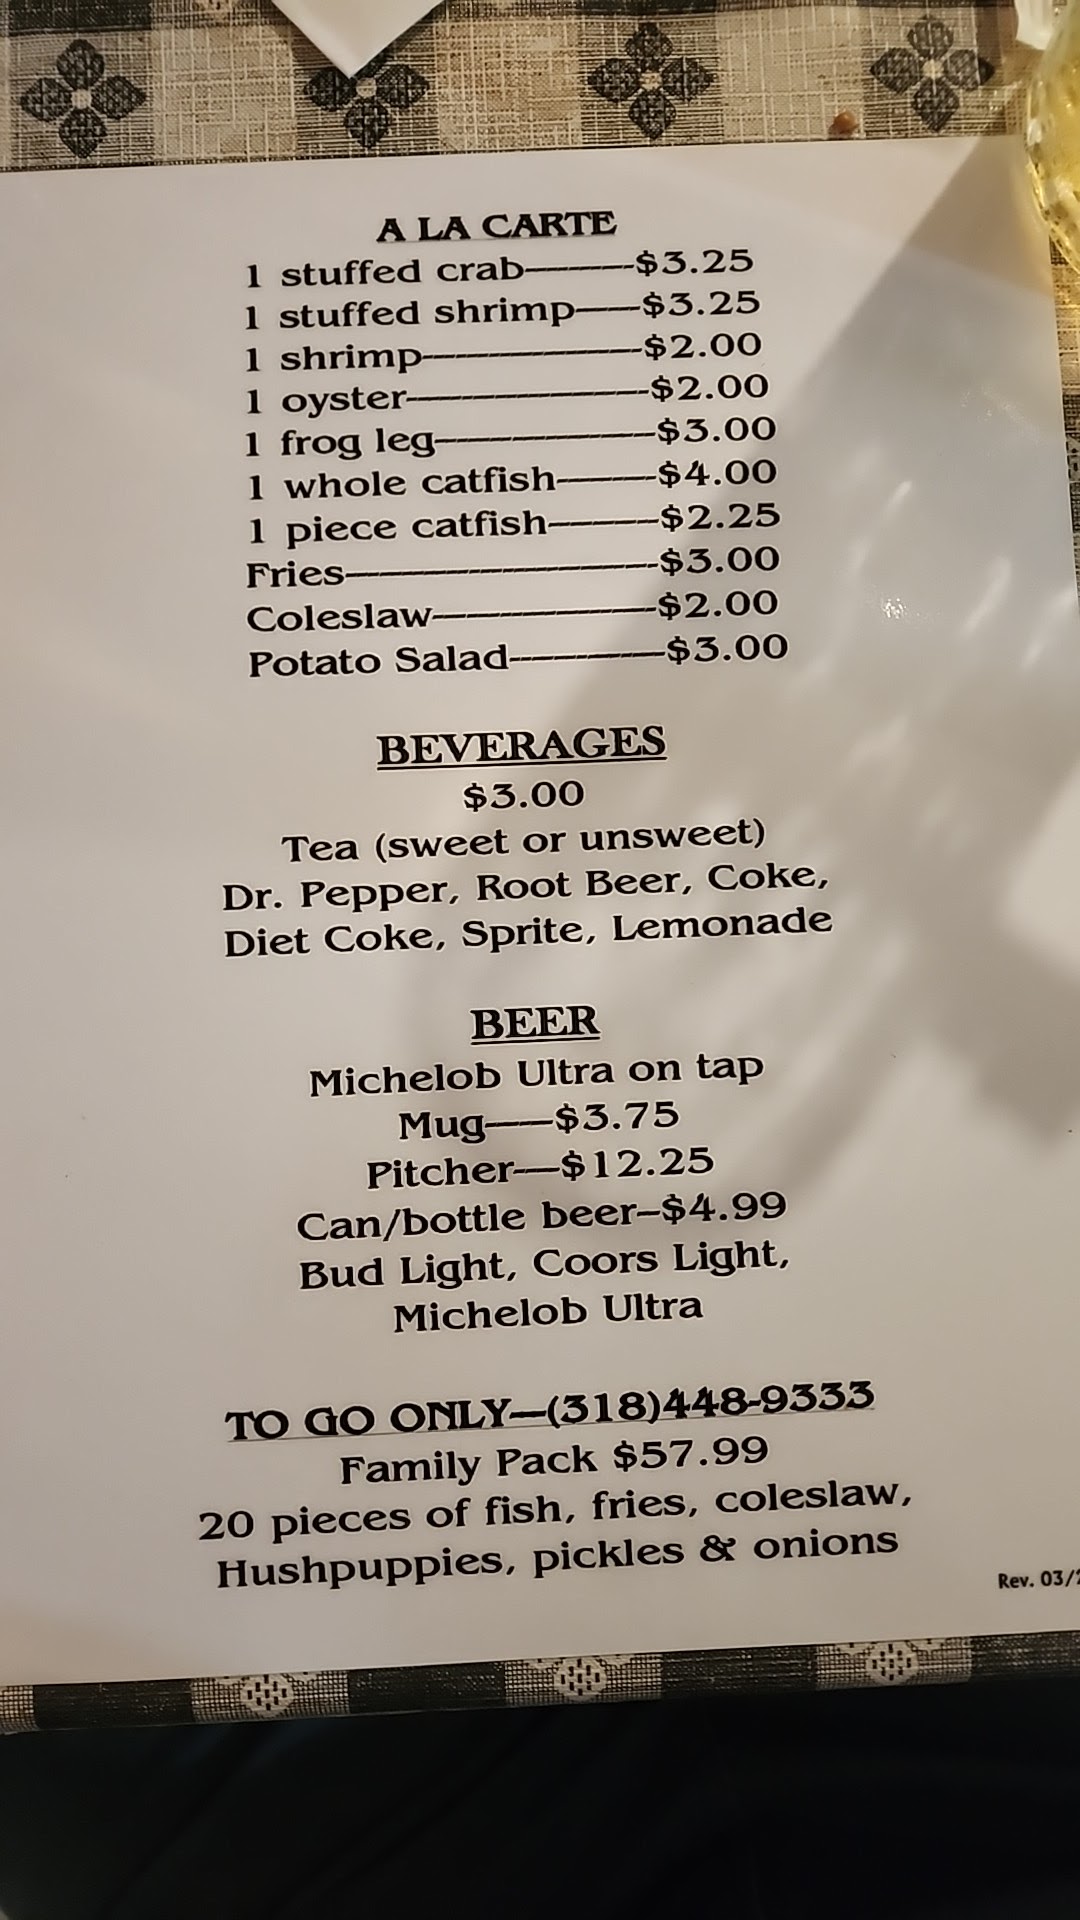 A LA CARTE
1 stuffed crab-----------$3.25
1 stuffed shrimp------$3.25
1 shrimp--------------------$2.00
1 oyster---------------------$2.00
1 frog leg-------------------$3.00
1 whole catfish---------$4.00
1 piece catfish----------$2.25
Fries---------------------------$3.00
Coleslaw--------------------$2.00
Potato Salad--------------$3.00
BEVERAGES
$3.00
Tea (sweet or unsweet)
Dr. Pepper, Root Beer, Coke,
Diet Coke, Sprite, Lemonade
BEER
Michelob Ultra on tap
Mug------$3.75
Pitcher—$12.25
Can/bottle beer–$4.99
Bud Light, Coors Light,
Michelob Ultra
TO GO ONLY—(318)448-9333
Family Pack $57.99
20 pieces of fish, fries, coleslaw,
Hushpuppies, pickles & onions
Rev. 03/